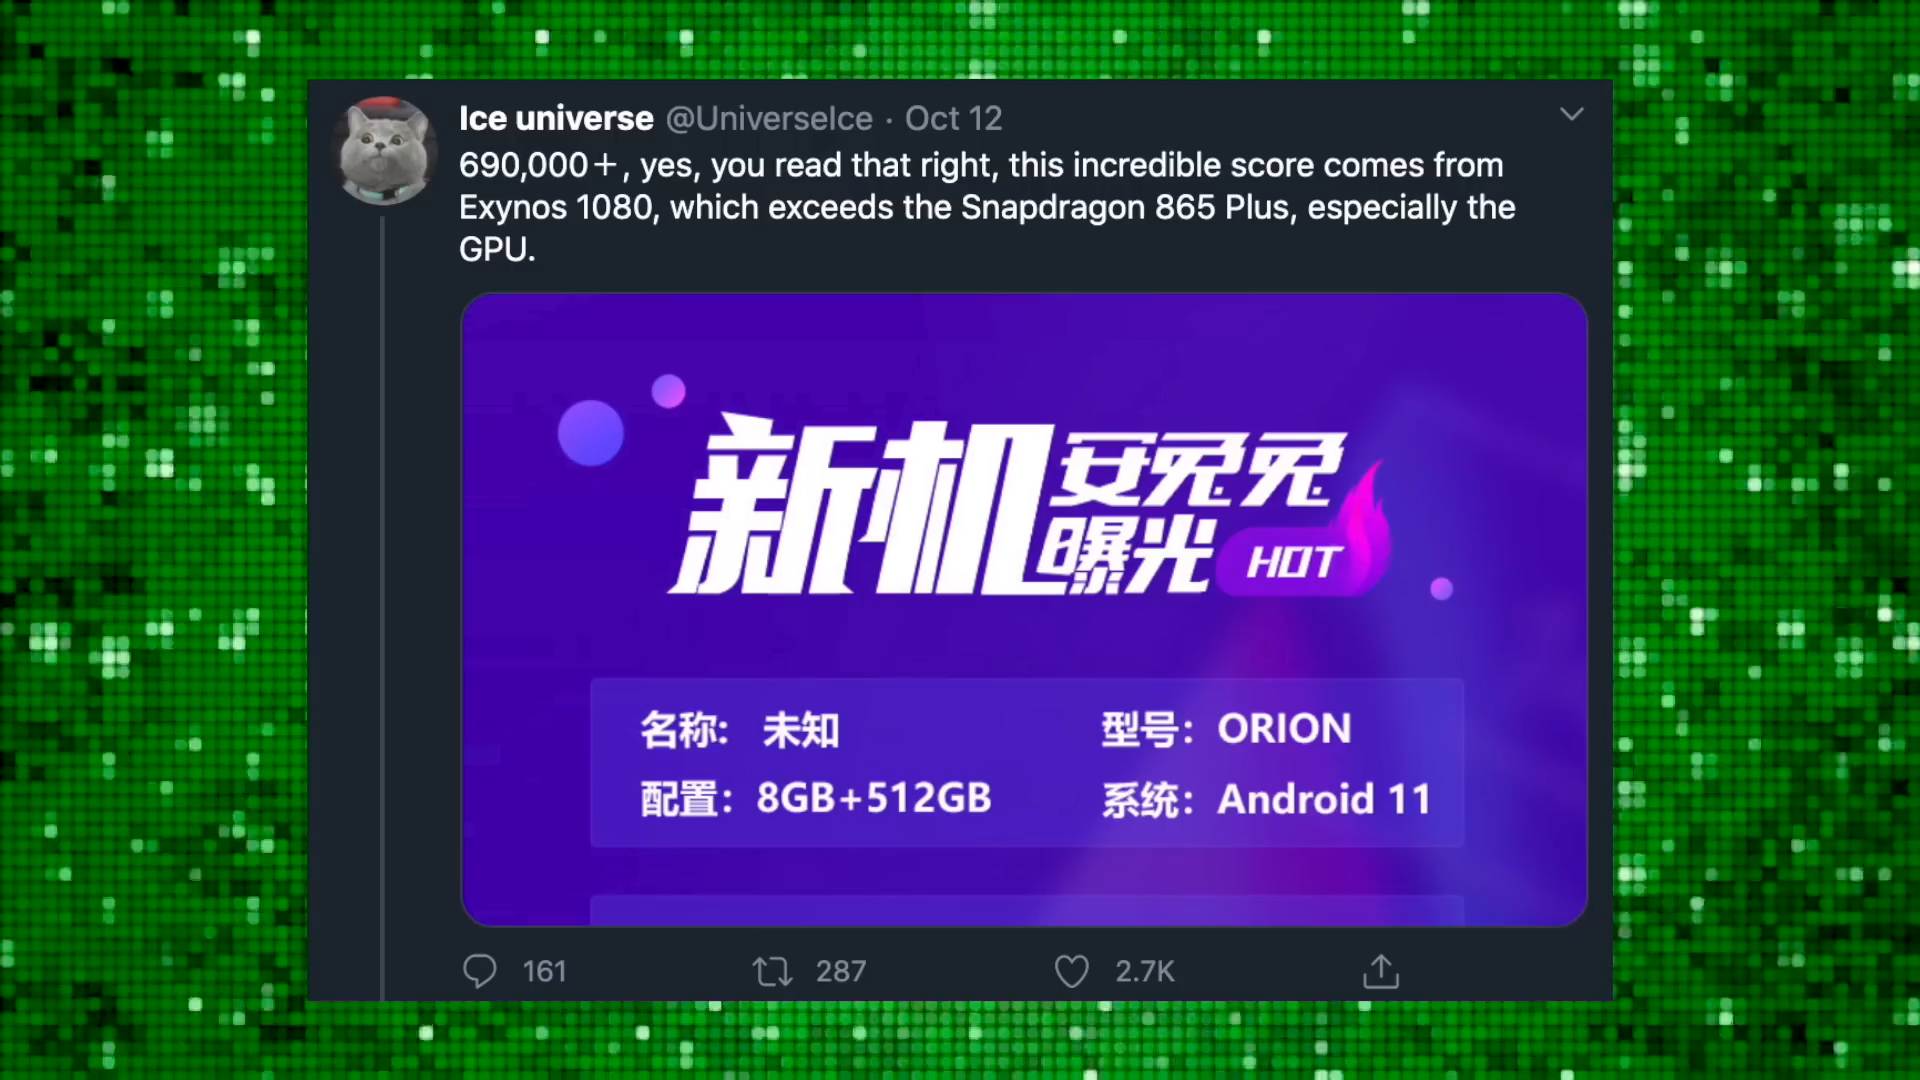 Ice universe @UniverseIce · Oct 12
690,000+, yes, you read that right, this incredible score comes from
Exynos 1080, which exceeds the Snapdragon 865 Plus, especially the
GPU.
新机 安兔兔
曝光 HOT
名称: 未知 型号: ORION
配置: 8GB+512GB 系统: Android 11
161 287 2.7K